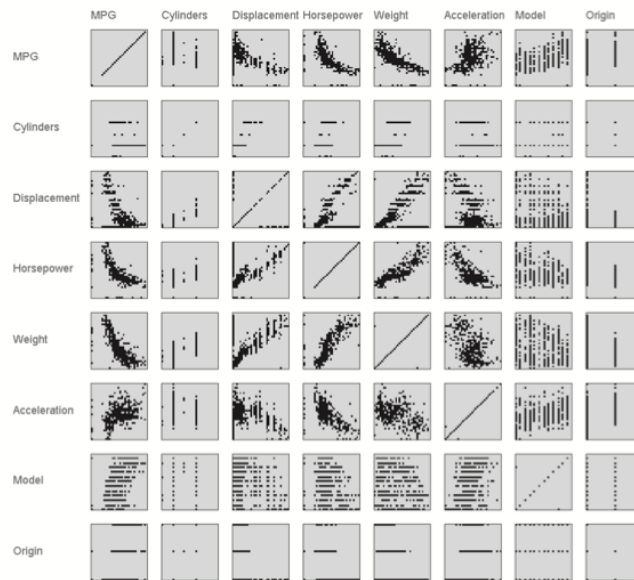 MPG Cylinders Displacement Horsepower Weight Acceleration Model Origin
MPG
Cylinders
Displacement
Horsepower
Weight
Acceleration
Model
Origin